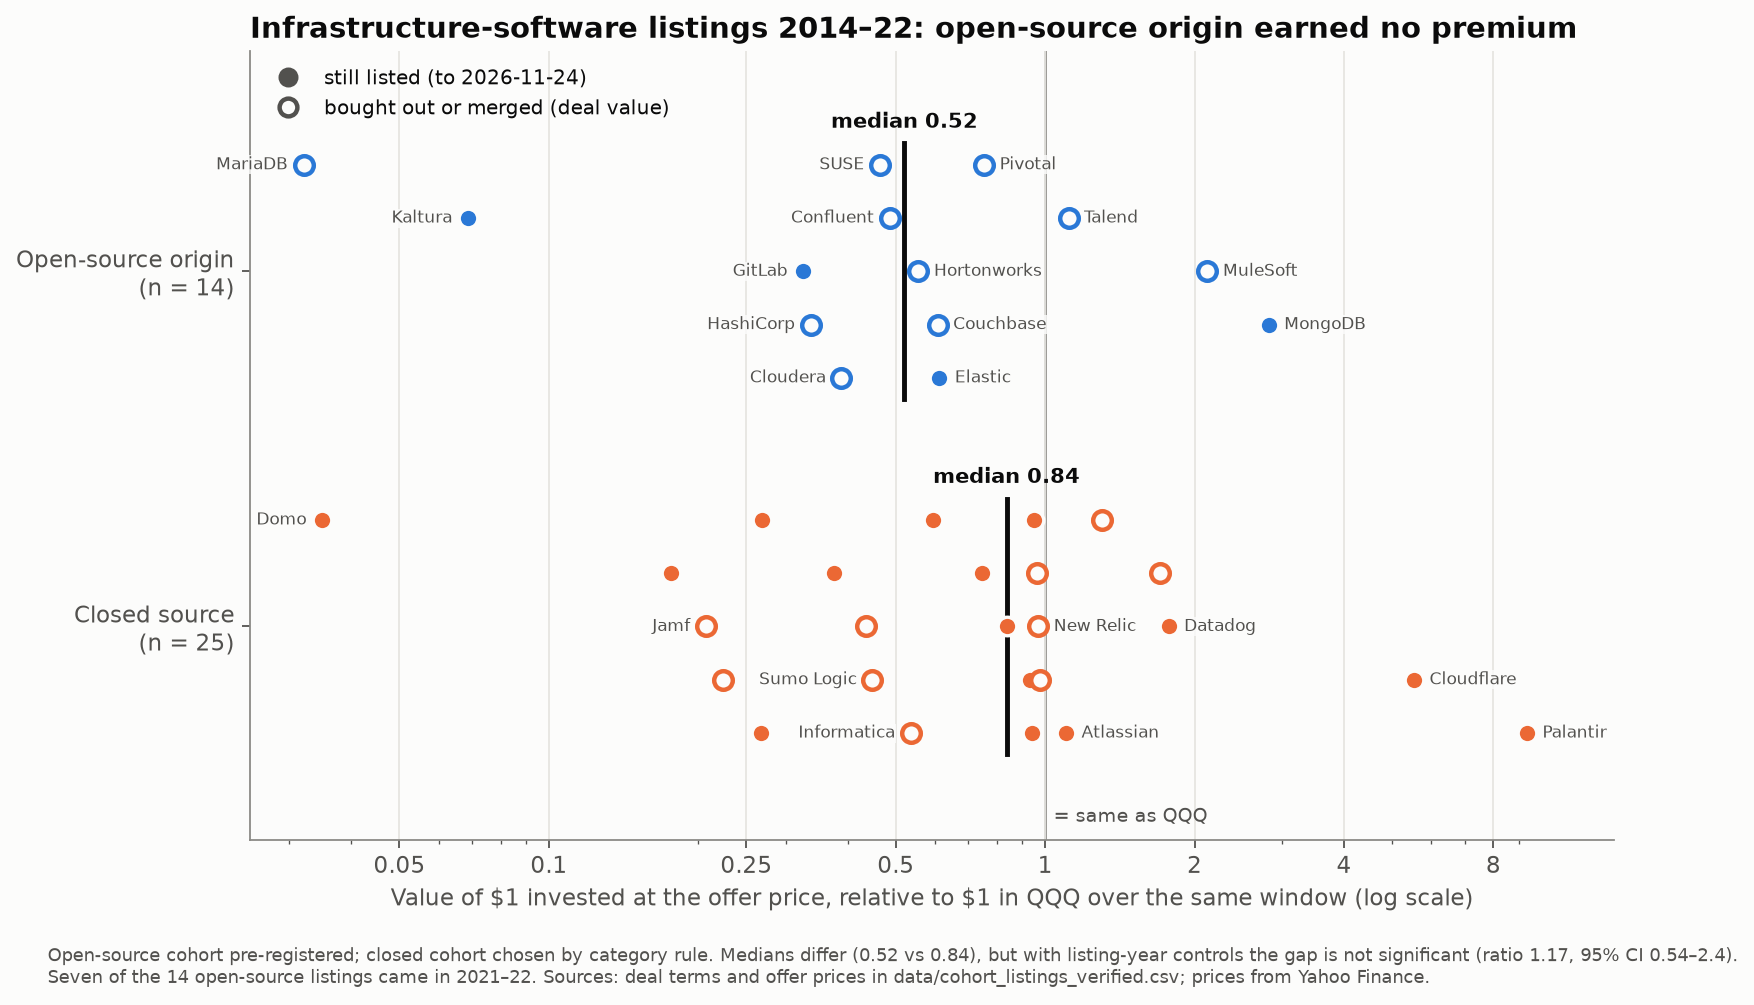 Infrastructure-software listings 2014–22: open-source origin earned no premium
still listed (to 2026-11-24)
bought out or merged (deal value)
median 0.52
MariaDB
SUSE
Pivotal
Kaltura
Confluent
Talend
Open-source origin
(n = 14)
GitLab
Hortonworks
MuleSoft
HashiCorp
Couchbase
MongoDB
Cloudera
Elastic
median 0.84
Domo
Closed source
(n = 25)
Jamf
New Relic
Datadog
Sumo Logic
Cloudflare
Informatica
Atlassian
Palantir
= same as QQQ
0.05
0.1
0.25
0.5
1
2
4
8
Value of $1 invested at the offer price, relative to $1 in QQQ over the same window (log scale)
Open-source cohort pre-registered; closed cohort chosen by category rule. Medians differ (0.52 vs 0.84), but with listing-year controls the gap is not significant (ratio 1.17, 95% CI 0.54–2.4).
Seven of the 14 open-source listings came in 2021–22. Sources: deal terms and offer prices in data/cohort_listings_verified.csv; prices from Yahoo Finance.